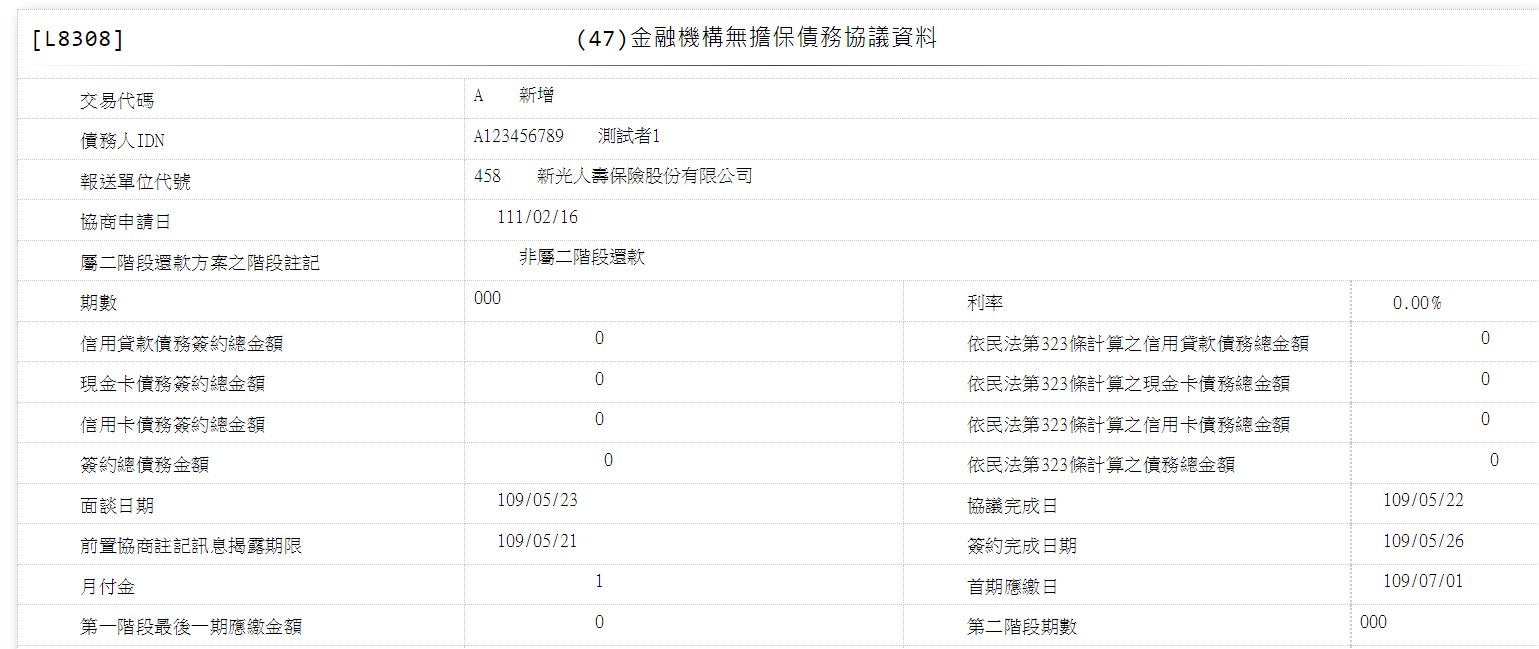 [L8308] (47)金融機構無擔保債務協議資料
交易代碼 A 新增
債務人IDN A123456789 測試者1
報送單位代號 458 新光人壽保險股份有限公司
協商申請日 111/02/16
屬二階段還款方案之階段註記 非屬二階段還款
期數 000 利率 0.00%
信用貸款債務簽約總金額 0 依民法第323條計算之信用貸款債務總金額 0
現金卡債務簽約總金額 0 依民法第323條計算之現金卡債務總金額 0
信用卡債務簽約總金額 0 依民法第323條計算之信用卡債務總金額 0
簽約總債務金額 0 依民法第323條計算之債務總金額 0
面談日期 109/05/23 協議完成日 109/05/22
前置協商註記訊息揭露期限 109/05/21 簽約完成日期 109/05/26
月付金 1 首期應繳日 109/07/01
第一階段最後一期應繳金額 0 第二階段期數 000